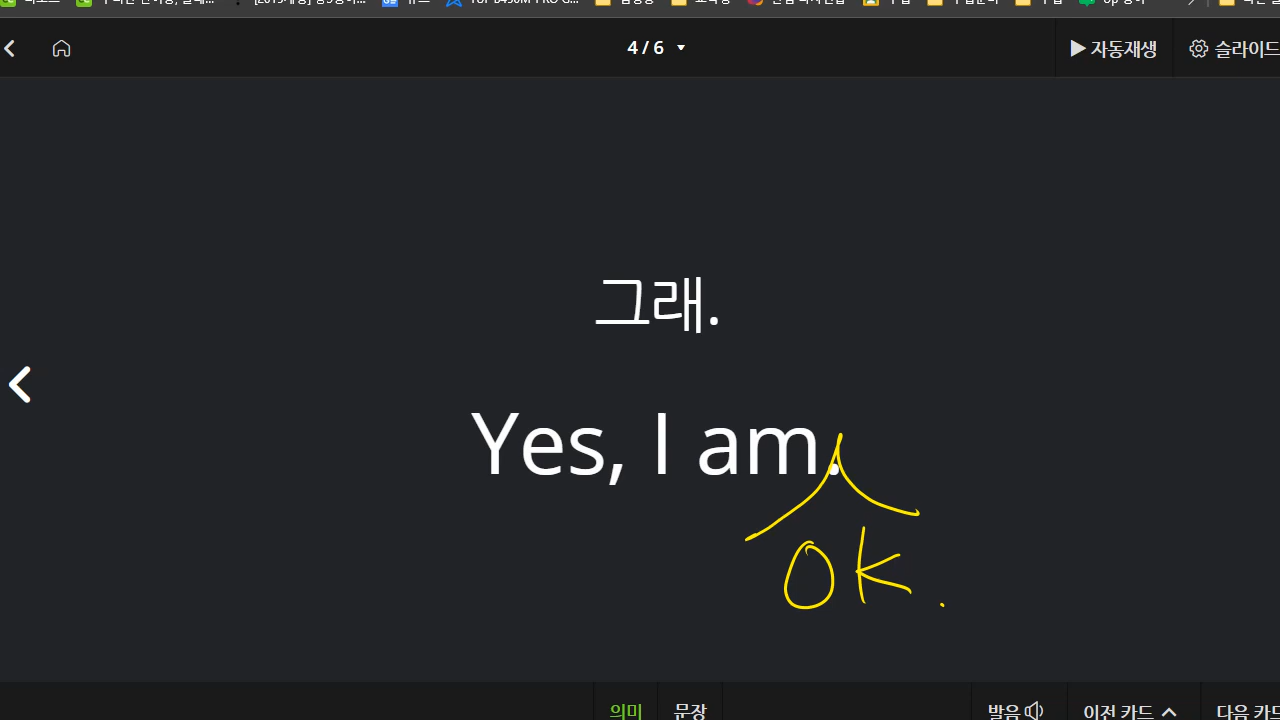 4 / 6
자동재생
슬라이드
그래.
Yes, I am.
OK.
의미 문장 발음 이전 카드 다음 카드